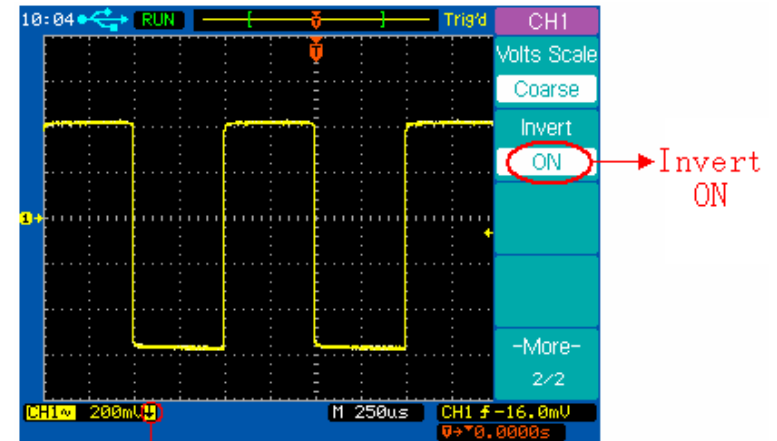 10:04 RUN Trig'd CH1
T
Volts Scale
Coarse
Invert
ON
Invert
ON
1
-More-
2/2
CH1~ 200mV M 250us CH1 -16.0mV
0.0000s